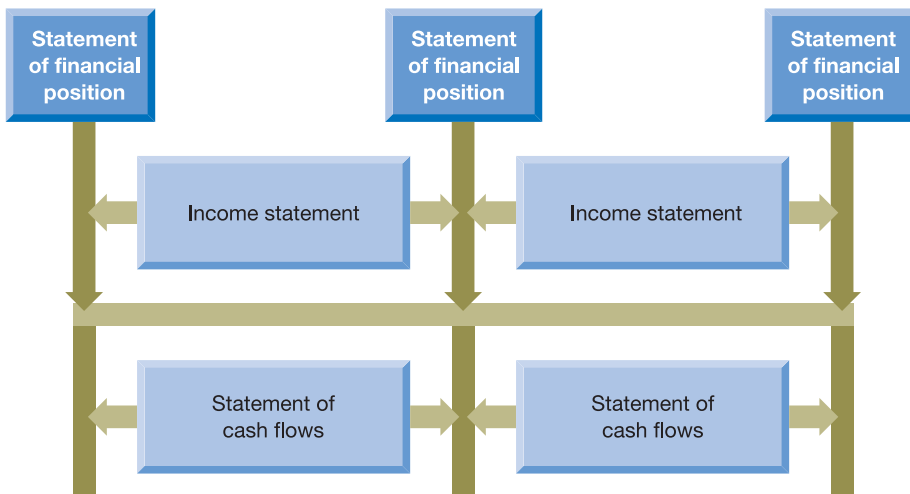 Statement
of financial
position
Statement
of financial
position
Statement
of financial
position
Income statement
Income statement
Statement of
cash flows
Statement of
cash flows